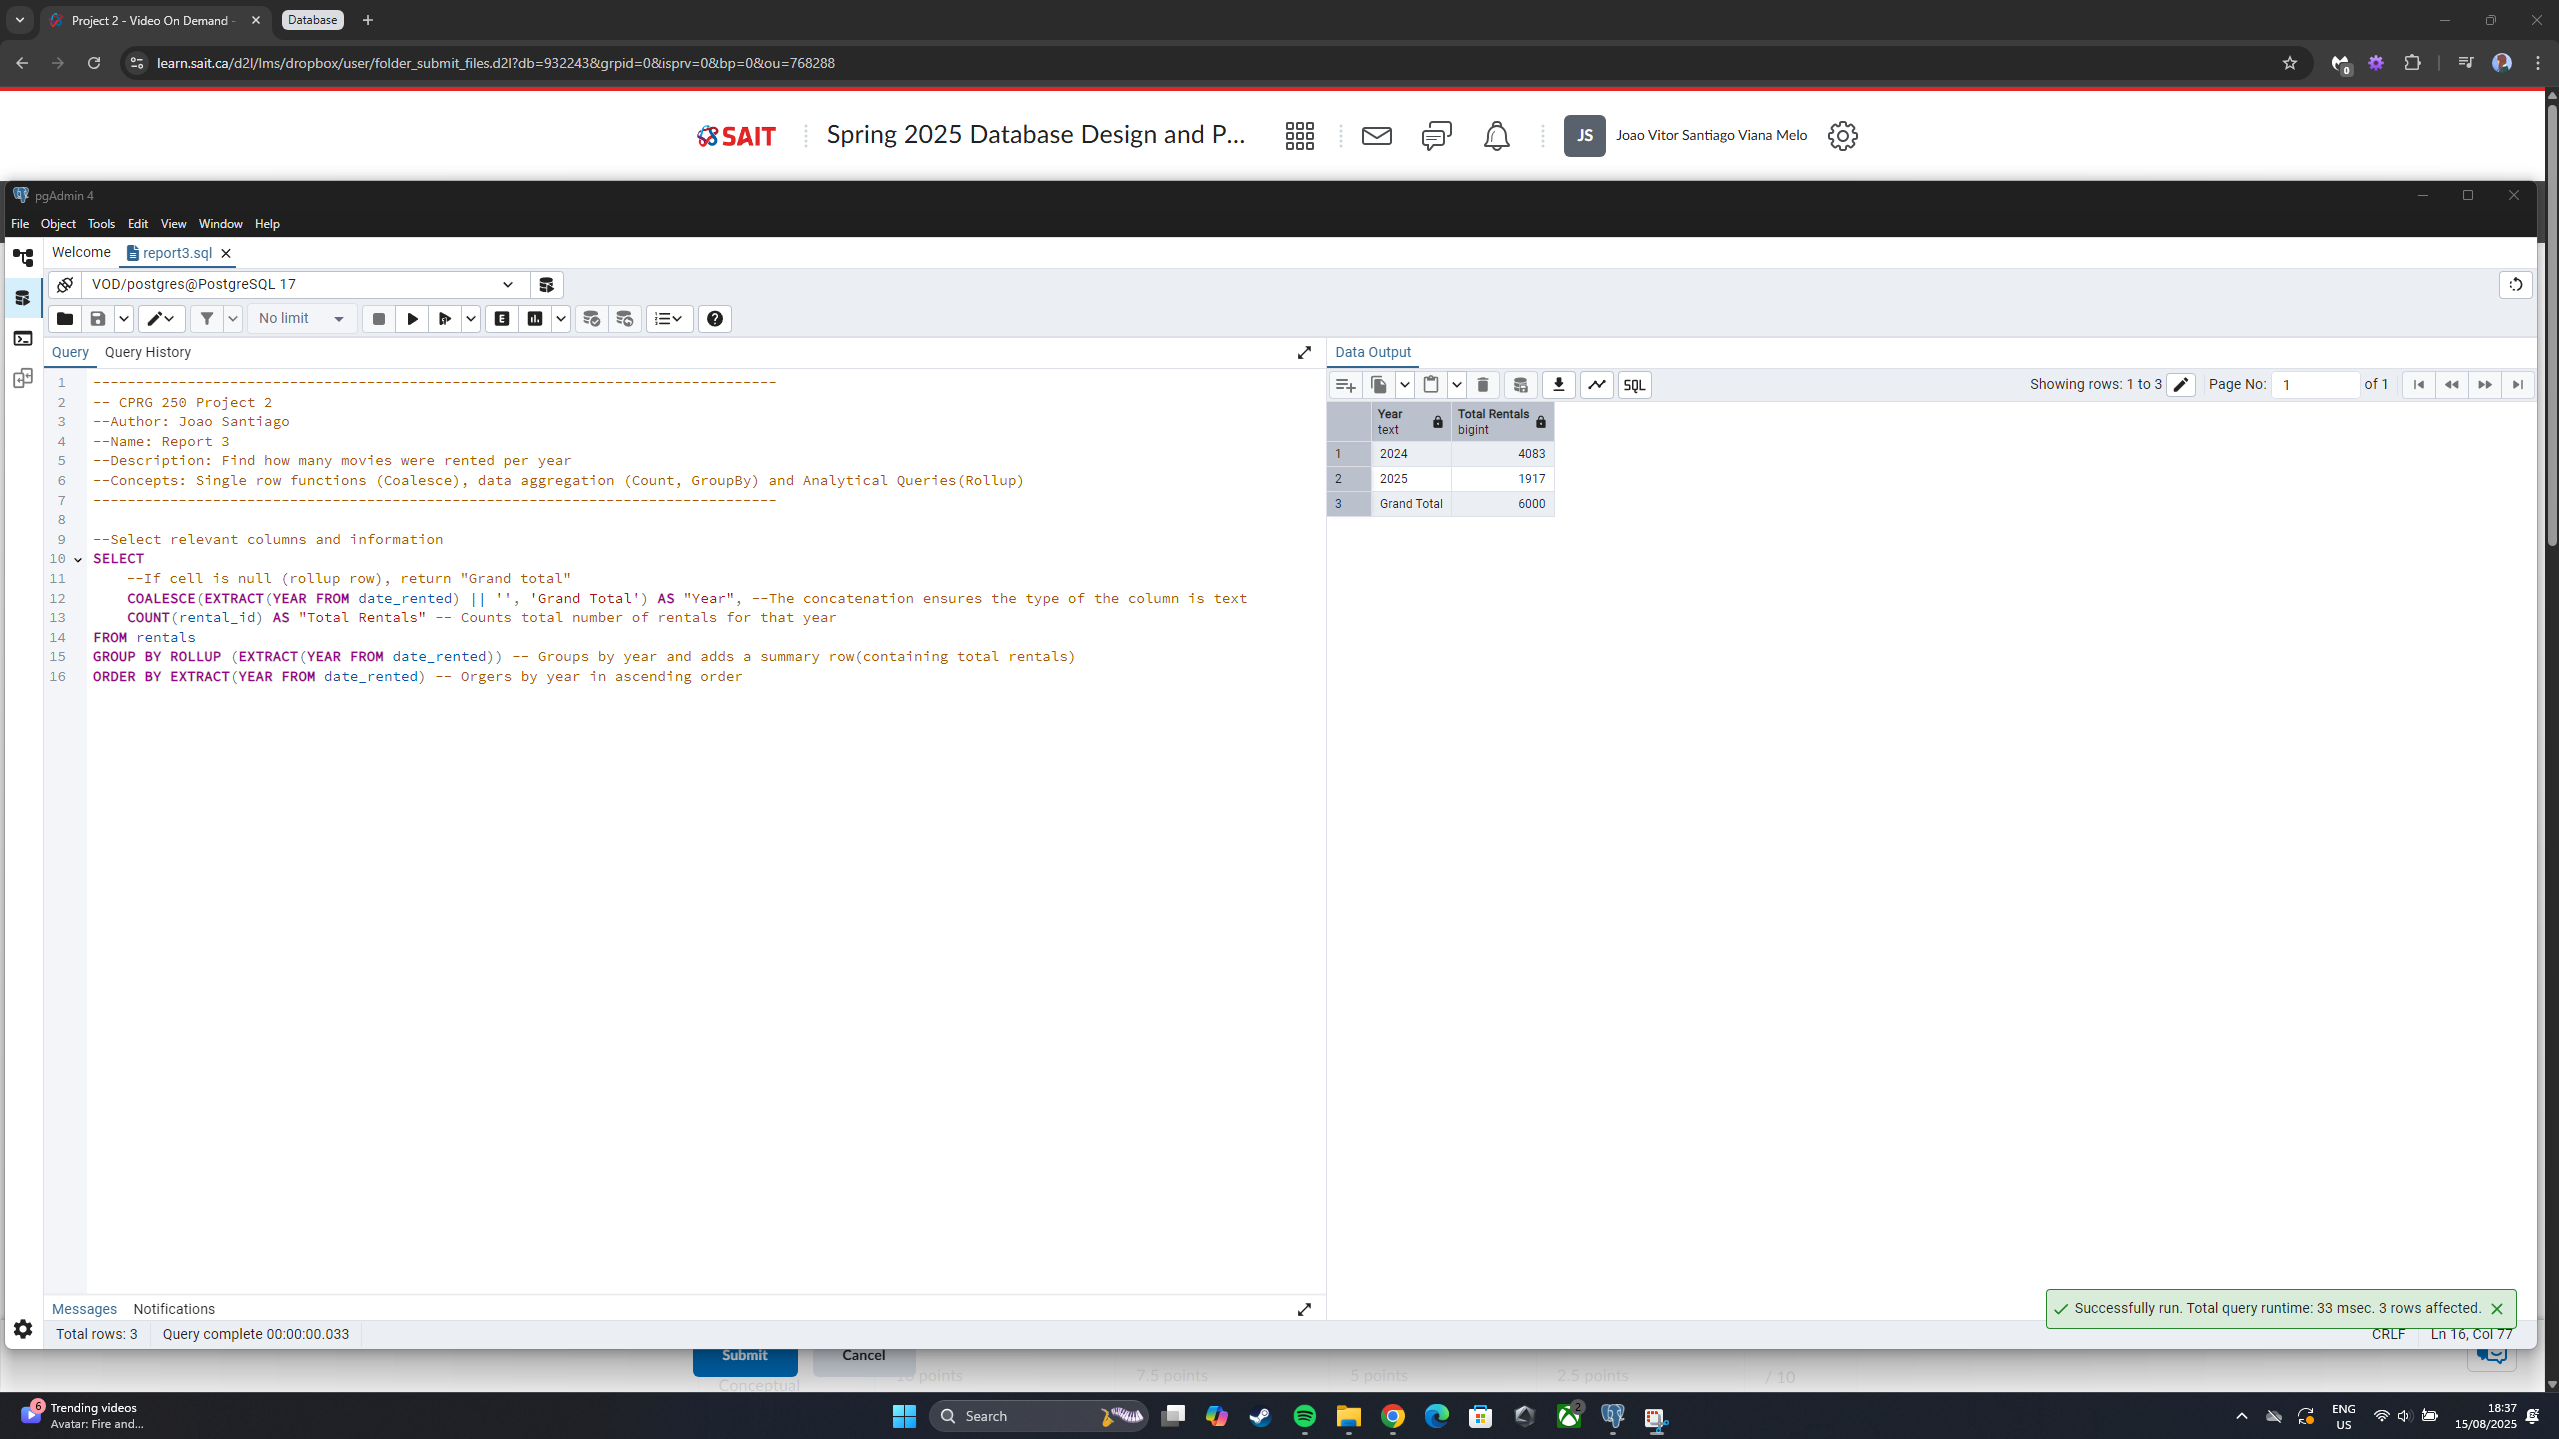 Project 2 - Video On Demand -
Database
learn.sait.ca/d2l/lms/dropbox/user/folder_submit_files.d2l?db=932243&grpid=0&isprv=0&bp=0&ou=768288
0
SAIT
Spring 2025 Database Design and P...
JS
Joao Vitor Santiago Viana Melo
pgAdmin 4
File Object Tools Edit View Window Help
Welcome report3.sql
VOD/postgres@PostgreSQL 17
No limit
E
Query Query History
Data Output
SQL
Showing rows: 1 to 3
Page No: 1 of 1
1 -------------------------------------------------------------------------------
2 -- CPRG 250 Project 2
3 --Author: Joao Santiago
4 --Name: Report 3
5 --Description: Find how many movies were rented per year
6 --Concepts: Single row functions (Coalesce), data aggregation (Count, GroupBy) and Analytical Queries(Rollup)
7 -------------------------------------------------------------------------------
8
9 --Select relevant columns and information
10 SELECT
11 --If cell is null (rollup row), return "Grand total"
12 COALESCE(EXTRACT(YEAR FROM date_rented) || '', 'Grand Total') AS "Year", --The concatenation ensures the type of the column is text
13 COUNT(rental_id) AS "Total Rentals" -- Counts total number of rentals for that year
14 FROM rentals
15 GROUP BY ROLLUP (EXTRACT(YEAR FROM date_rented)) -- Groups by year and adds a summary row(containing total rentals)
16 ORDER BY EXTRACT(YEAR FROM date_rented) -- Orgers by year in ascending order
Year Total Rentals
text bigint
1 2024 4083
2 2025 1917
3 Grand Total 6000
Messages Notifications
Successfully run. Total query runtime: 33 msec. 3 rows affected.
Total rows: 3 Query complete 00:00:00.033
CRLF Ln 16, Col 77
Submit Cancel
points 7.5 points 5 points 2.5 points / 10
Conceptual
6
Trending videos
Avatar: Fire and...
Search
2
ENG
US
18:37
15/08/2025